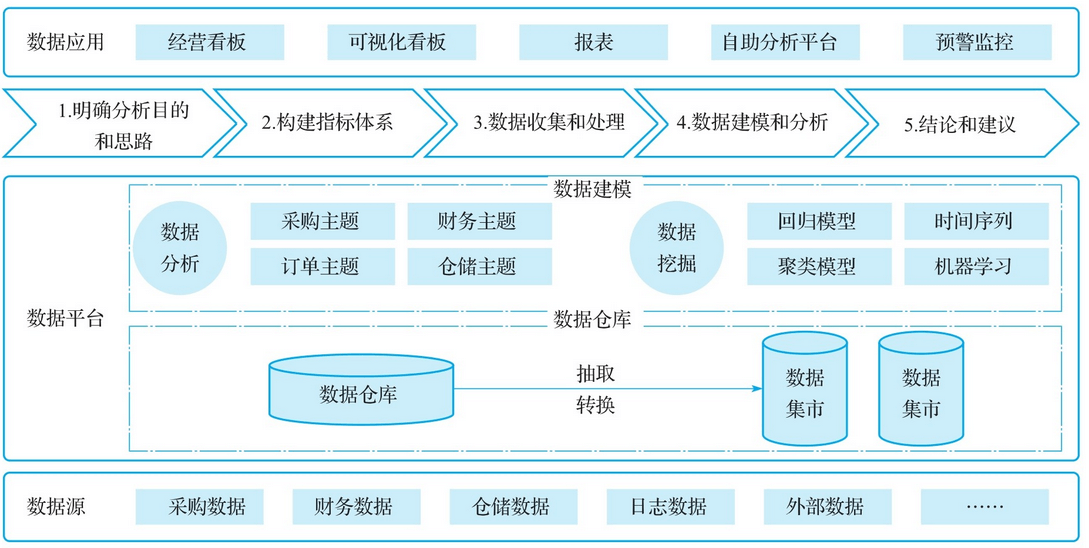 数据应用
经营看板
可视化看板
报表
自助分析平台
预警监控
1.明确分析目的
和思路
2.构建指标体系
3.数据收集和处理
4.数据建模和分析
5.结论和建议
数据平台
数据建模
数据
分析
采购主题
财务主题
订单主题
仓储主题
数据
挖掘
回归模型
时间序列
聚类模型
机器学习
数据仓库
数据仓库
抽取
转换
数据
集市
数据
集市
数据源
采购数据
财务数据
仓储数据
日志数据
外部数据
……